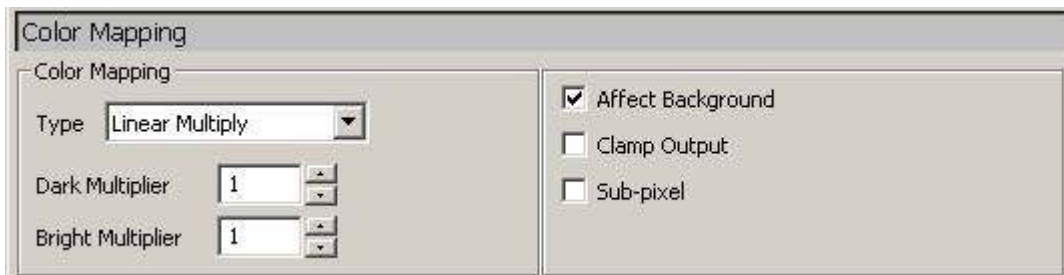 Color Mapping
Color Mapping
Type Linear Multiply
Dark Multiplier 1
Bright Multiplier 1
Affect Background
Clamp Output
Sub-pixel